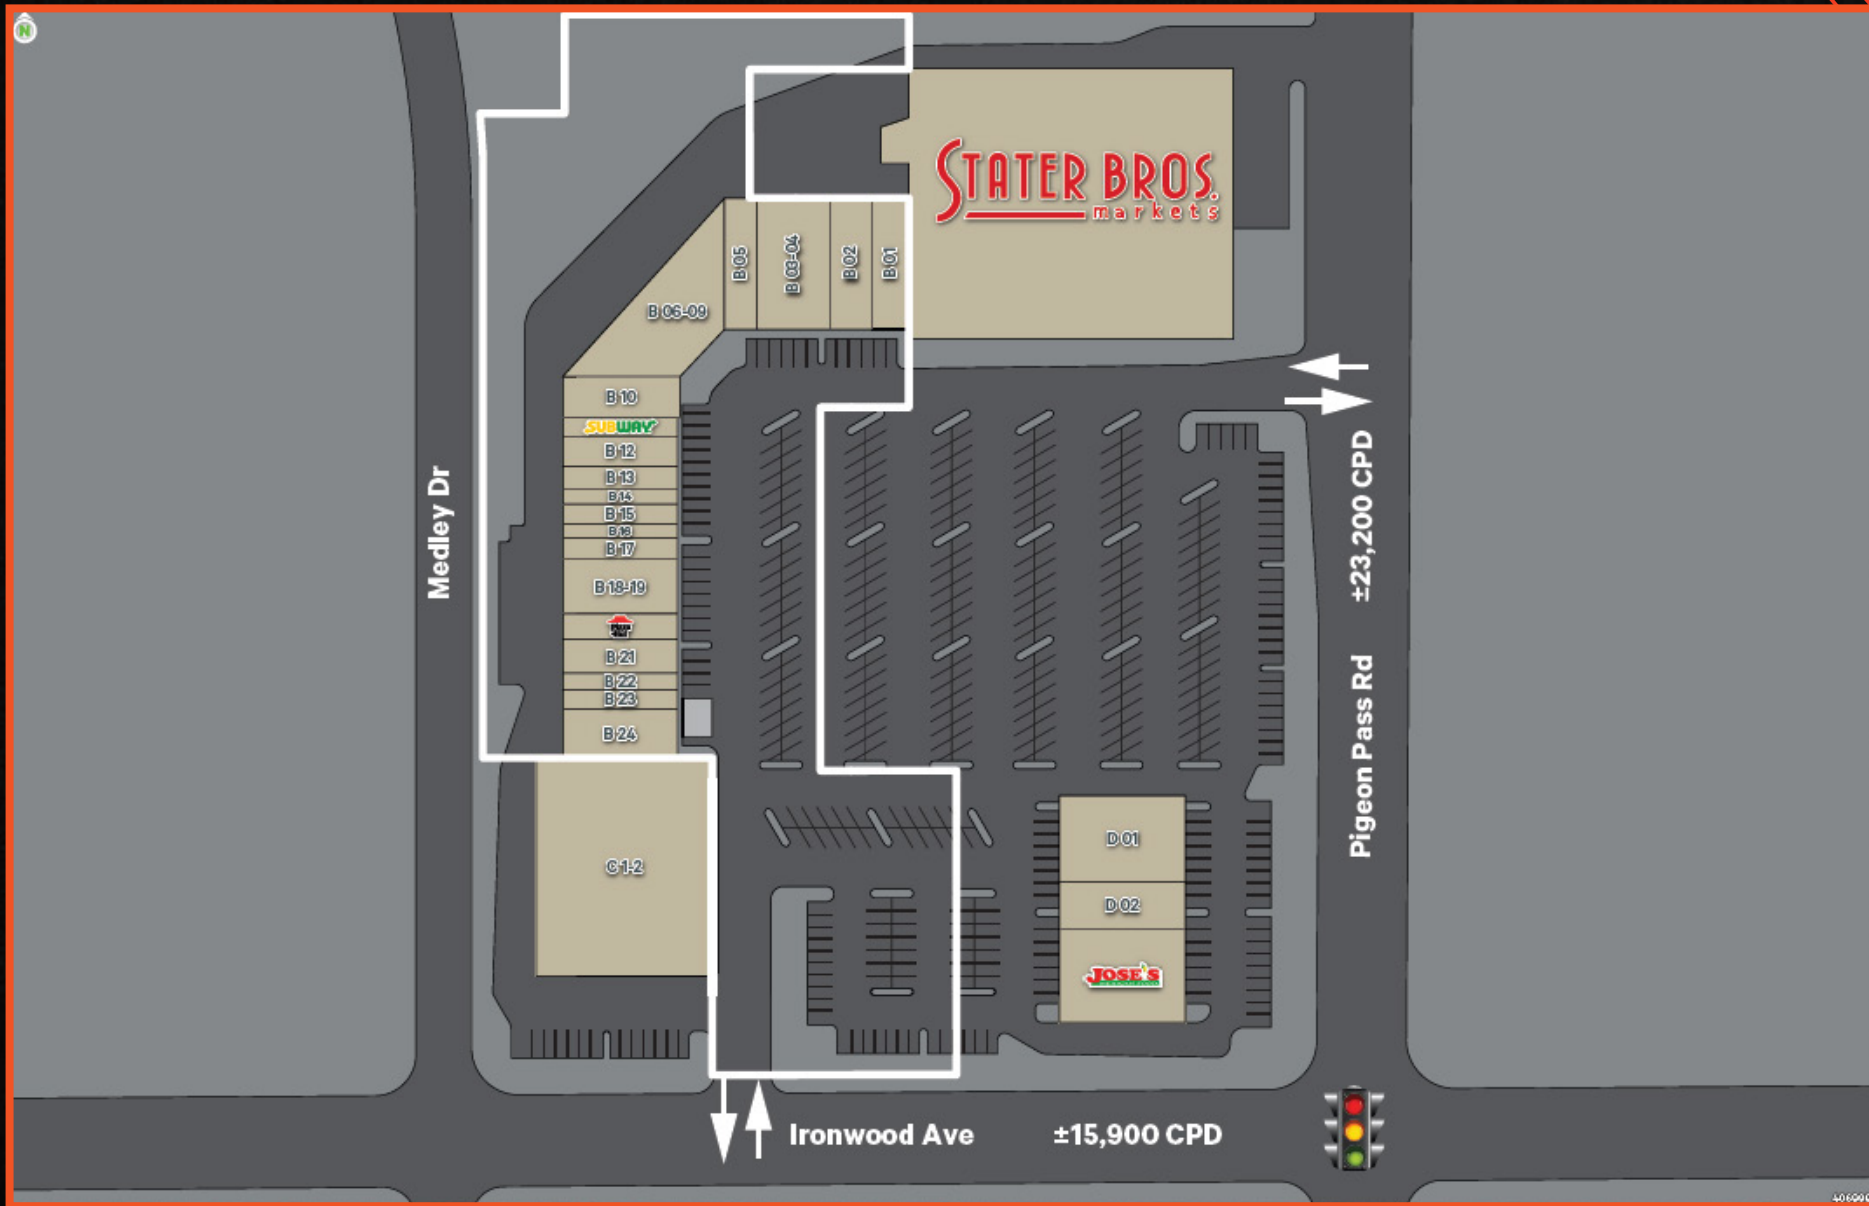 N
STATER BROS.
markets
B 05
B 03-04
B 02
B 01
B 06-09
B 10
SUBWAY
B 12
B 13
B 14
B 15
B 16
B 17
B 18-19
B 21
B 22
B 23
B 24
C 1-2
D 01
D 02
JOSE'S
Medley Dr
±23,200 CPD
Pigeon Pass Rd
Ironwood Ave
±15,900 CPD